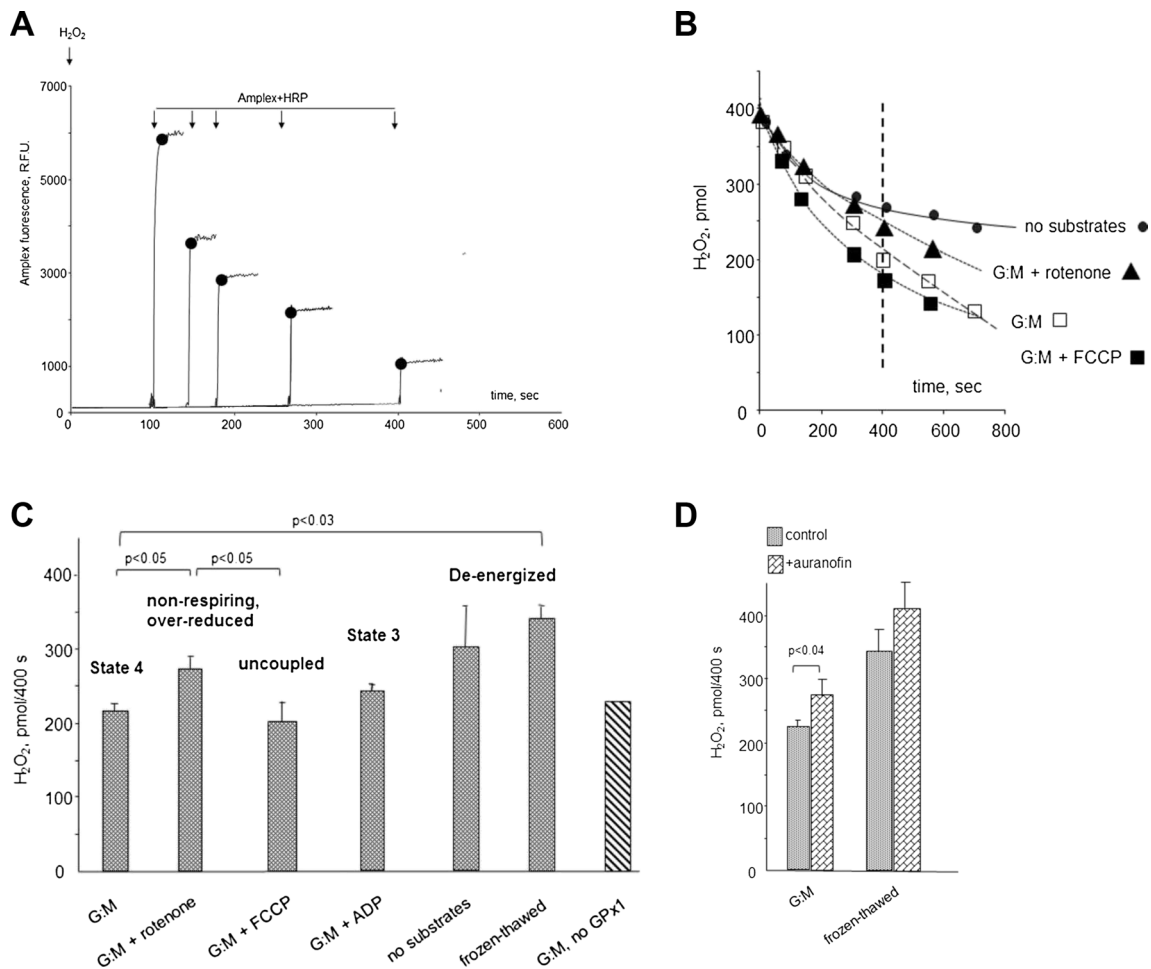 A
H2O2
7000
5000
3000
1000
0
Amplex fuorescence, R.F.U.
Amplex+HRP
time, sec
0 100 200 300 400 500 600
B
400
300
200
100
0
H2O2, pmol
no substrates
G:M + rotenone
G:M
G:M + FCCP
time, sec
0 200 400 600 800
C
p<0.03
p<0.05 p<0.05
400
300
200
100
0
H2O2, pmol/400 s
State 4
non-respiring,
over-reduced
uncoupled
State 3
De-energized
G:M
G:M + rotenone
G:M + FCCP
G:M + ADP
no substrates
frozen-thawed
G:M, no GPx1
D
control
+auranofin
p<0.04
400
300
200
100
0
H2O2, pmol/400 s
G:M
frozen-thawed